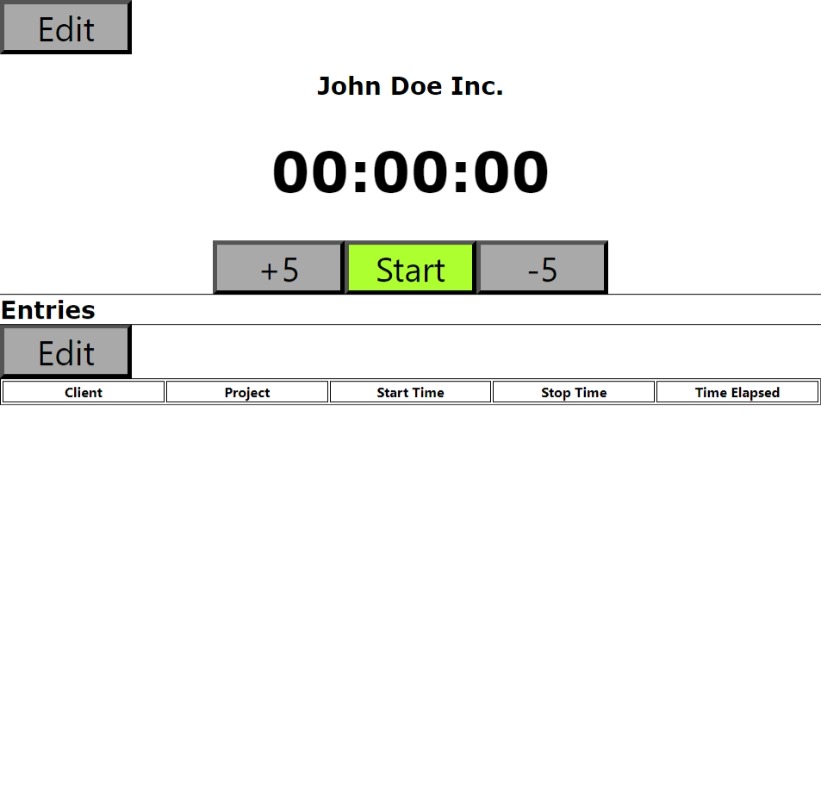 Edit
John Doe Inc.
00:00:00
+5 Start -5
Entries
Edit
Client Project Start Time Stop Time Time Elapsed